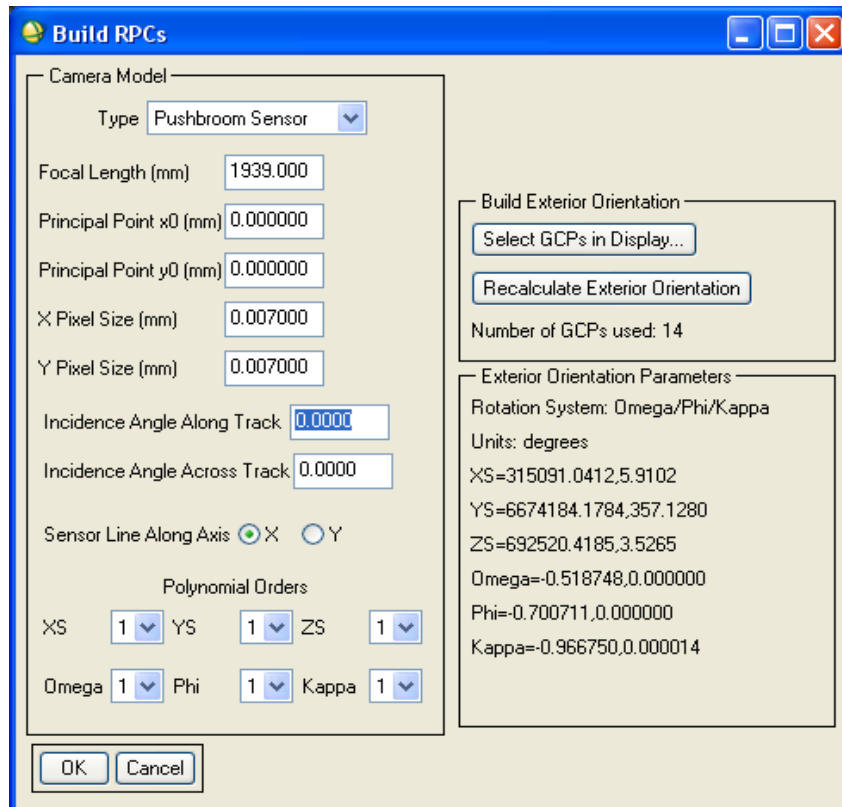 Build RPCs
Camera Model
Type Pushbroom Sensor
Focal Length (mm) 1939.000
Principal Point x0 (mm) 0.000000
Principal Point y0 (mm) 0.000000
X Pixel Size (mm) 0.007000
Y Pixel Size (mm) 0.007000
Incidence Angle Along Track 0.0000
Incidence Angle Across Track 0.0000
Sensor Line Along Axis X Y
Polynomial Orders
XS 1 YS 1 ZS 1
Omega 1 Phi 1 Kappa 1
OK Cancel
Build Exterior Orientation
Select GCPs in Display...
Recalculate Exterior Orientation
Number of GCPs used: 14
Exterior Orientation Parameters
Rotation System: Omega/Phi/Kappa
Units: degrees
XS=315091.0412,5.9102
YS=6674184.1784,357.1280
ZS=692520.4185,3.5265
Omega=-0.518748,0.000000
Phi=-0.700711,0.000000
Kappa=-0.966750,0.000014